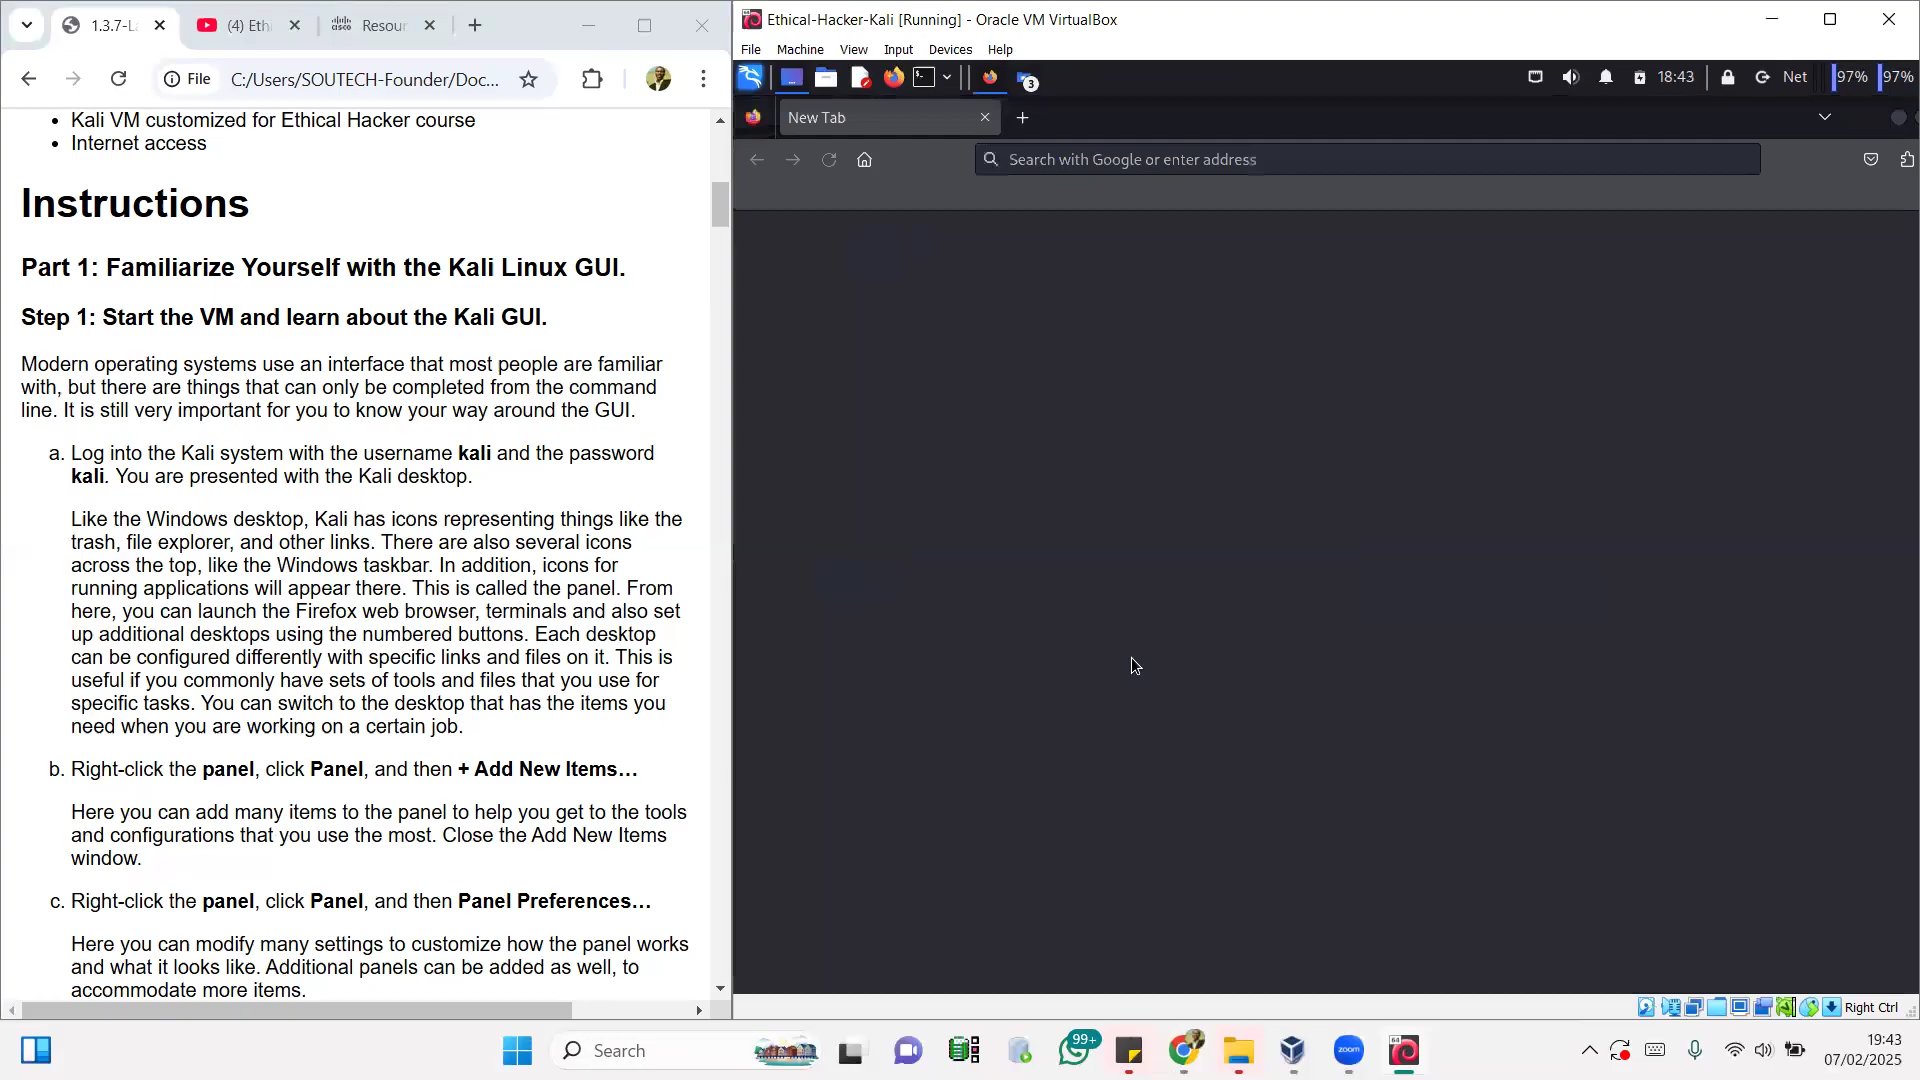 1.3.7-La
(4) Ethi
Resour
File
C:/Users/SOUTECH-Founder/Doc...
Kali VM customized for Ethical Hacker course
Internet access
Instructions
Part 1: Familiarize Yourself with the Kali Linux GUI.
Step 1: Start the VM and learn about the Kali GUI.
Modern operating systems use an interface that most people are familiar
with, but there are things that can only be completed from the command
line. It is still very important for you to know your way around the GUI.
a. Log into the Kali system with the username kali and the password
kali. You are presented with the Kali desktop.
Like the Windows desktop, Kali has icons representing things like the
trash, file explorer, and other links. There are also several icons
across the top, like the Windows taskbar. In addition, icons for
running applications will appear there. This is called the panel. From
here, you can launch the Firefox web browser, terminals and also set
up additional desktops using the numbered buttons. Each desktop
can be configured differently with specific links and files on it. This is
useful if you commonly have sets of tools and files that you use for
specific tasks. You can switch to the desktop that has the items you
need when you are working on a certain job.
b. Right-click the panel, click Panel, and then + Add New Items…
Here you can add many items to the panel to help you get to the tools
and configurations that you use the most. Close the Add New Items
window.
c. Right-click the panel, click Panel, and then Panel Preferences…
Here you can modify many settings to customize how the panel works
and what it looks like. Additional panels can be added as well, to
accommodate more items.
Ethical-Hacker-Kali [Running] - Oracle VM VirtualBox
File Machine View Input Devices Help
3
18:43
Net
97%
97%
New Tab
Search with Google or enter address
Right Ctrl
Search
99+
zoom
64
19:43
07/02/2025